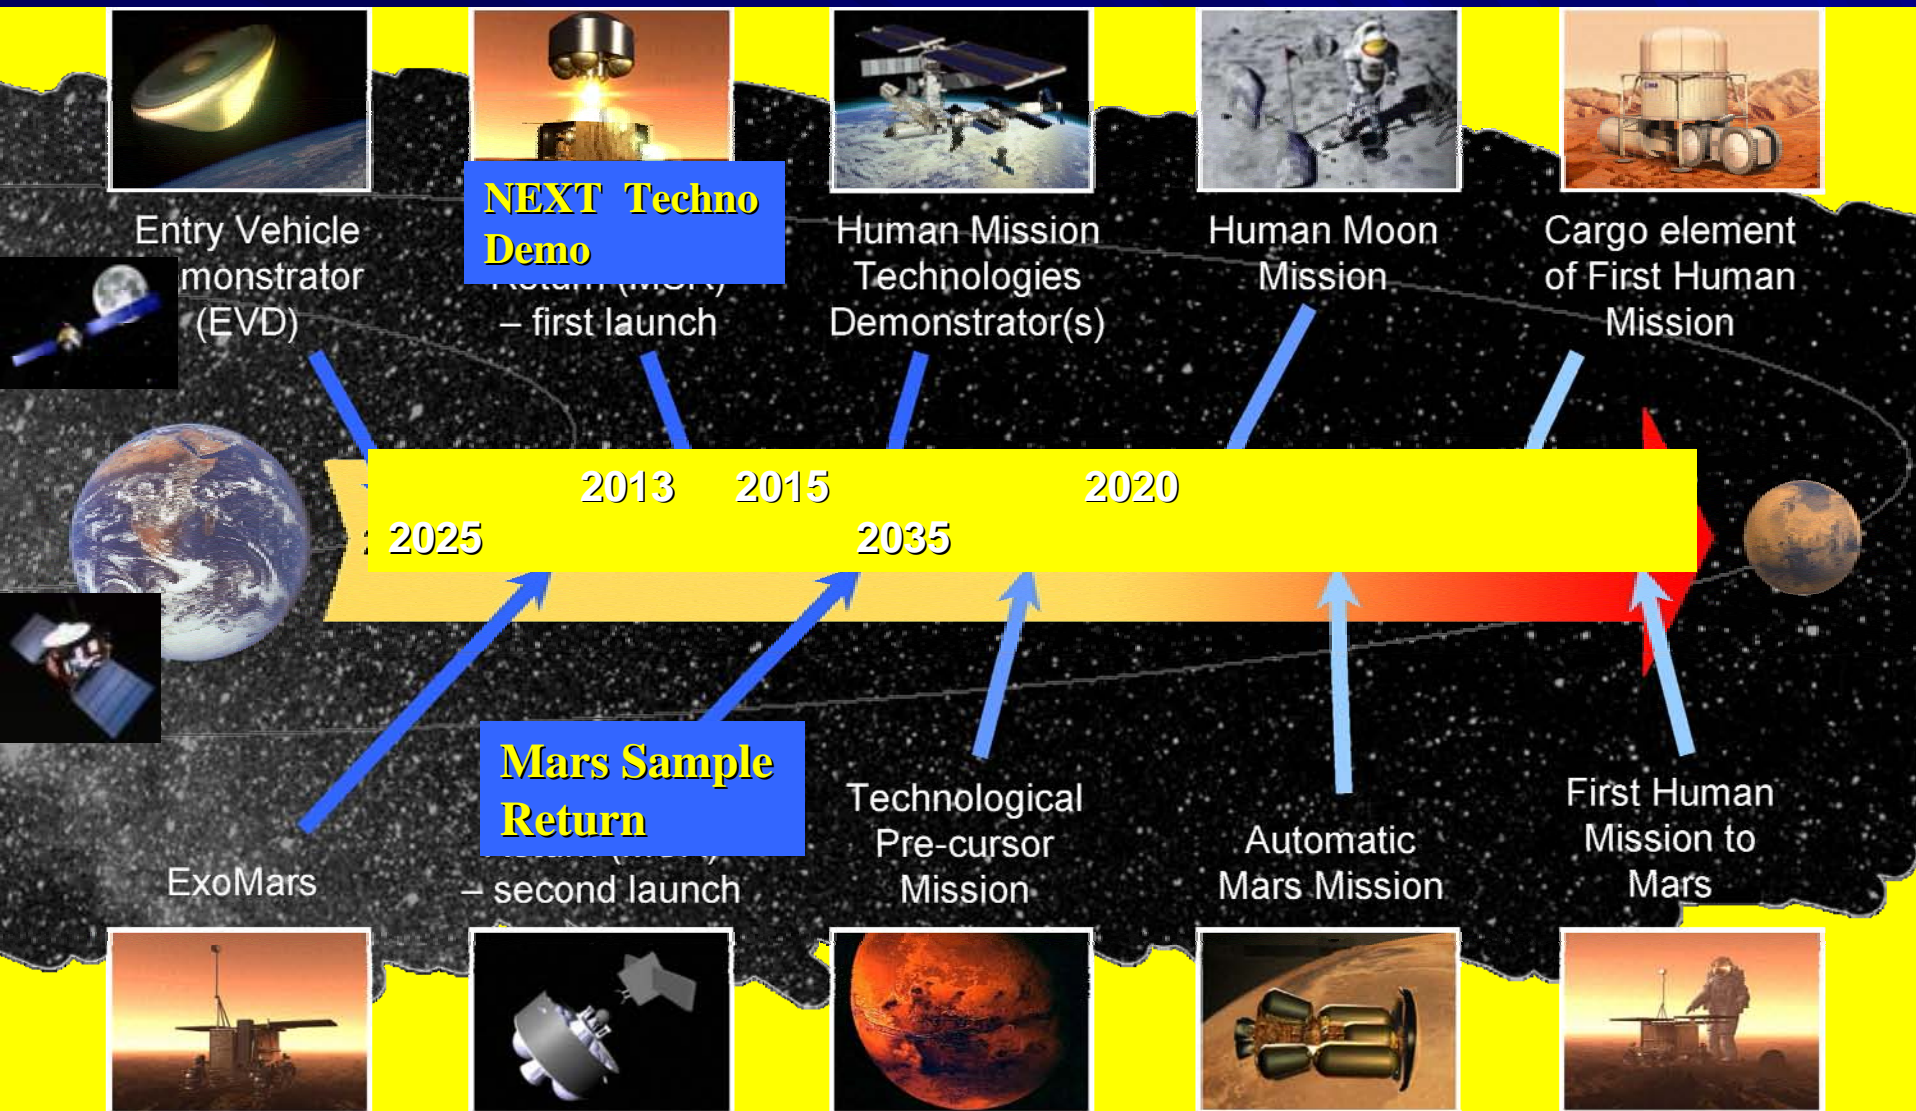 Entry Vehicle
monstrator
(EVD)
NEXT Techno
Demo
– first launch
Human Mission
Technologies
Demonstrator(s)
Human Moon
Mission
Cargo element
of First Human
Mission
2013 2015 2020
2025 2035
ExoMars
Mars Sample
Return
– second launch
Technological
Pre-cursor
Mission
Automatic
Mars Mission
First Human
Mission to
Mars